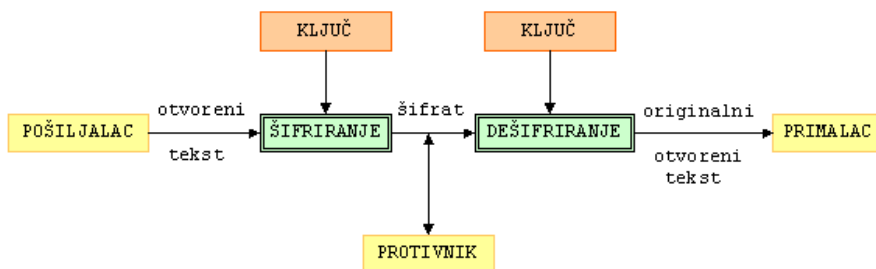 KLJUČ
KLJUČ
otvoreni
šifrat
originalni
POŠILJALAC
ŠIFRIRANJE
DEŠIFRIRANJE
PRIMALAC
tekst
otvoreni
tekst
PROTIVNIK